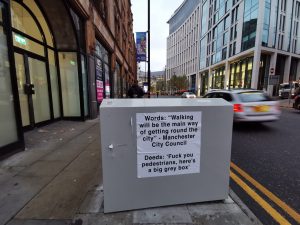 Words: "Walking
will be the main way
of getting round the
city" - Manchester
City Council
Deeds: 'Fuck you
pedestrians, here's
a big grey box'